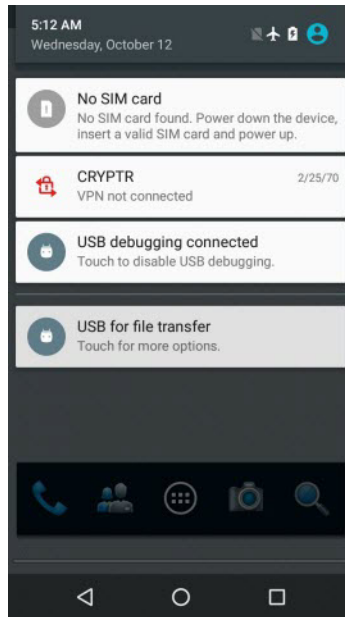 5:12 AM
Wednesday, October 12
No SIM card
No SIM card found. Power down the device,
insert a valid SIM card and power up.
CRYPTR
2/25/70
VPN not connected
USB debugging connected
Touch to disable USB debugging.
USB for file transfer
Touch for more options.